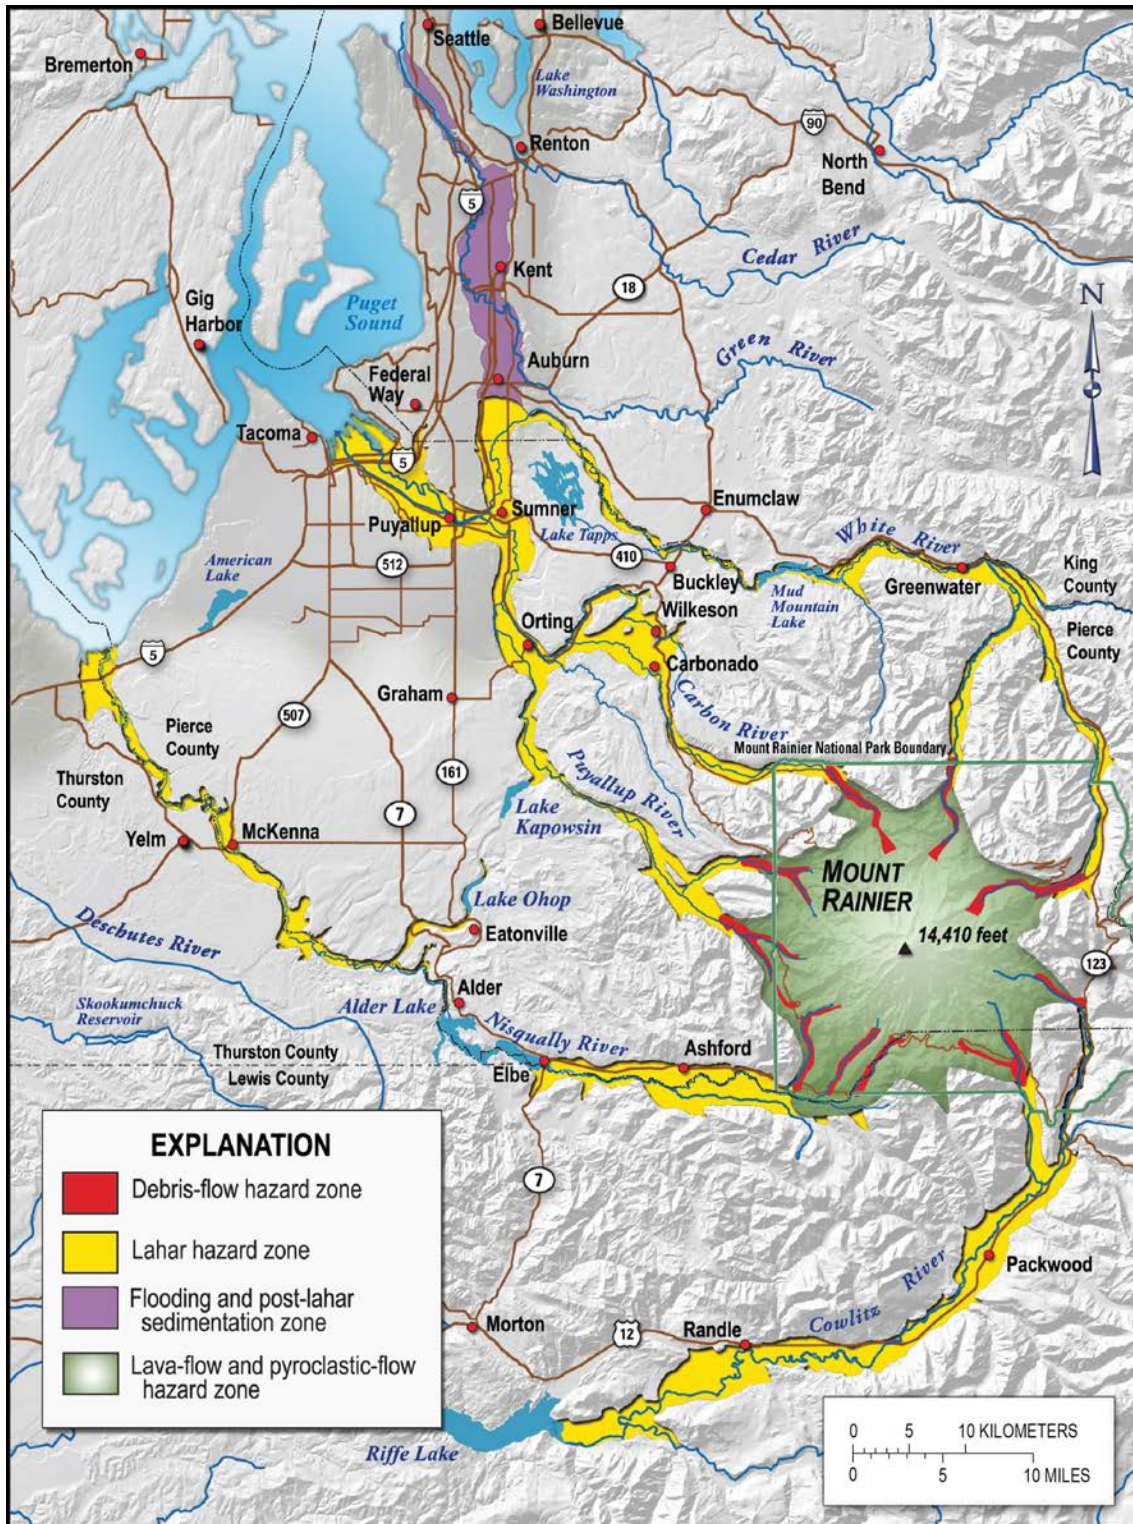 Seattle
Bellevue
Bremerton
Lake
Washington
90
Renton
North
Bend
5
Cedar River
Kent
18
N
Puget
Sound
Gig
Harbor
Green River
Auburn
Federal
Way
Tacoma
5
Enumclaw
Sumner
Puyallup
Lake Tapps
White River
410
American
Lake
512
Buckley
Greenwater
King
County
Mud
Mountain
Lake
Wilkeson
Orting
Pierce
County
5
Carbonado
Graham
Carbon River
507
Pierce
County
Mount Rainier National Park Boundary
161
Thurston
County
Puyallup River
7
Lake
Kapowsin
Yelm
McKenna
MOUNT
RAINIER
Lake Ohop
14,410 feet
Deschutes River
Eatonville
123
Alder
Skookumchuck
Reservoir
Alder Lake
Nisqually River
Thurston County
Lewis County
Elbe
Ashford
EXPLANATION
Debris-flow hazard zone
Lahar hazard zone
Flooding and post-lahar
sedimentation zone
Lava-flow and pyroclastic-flow
hazard zone
7
Packwood
Cowlitz River
Morton
12
Randle
Riffe Lake
0 5 10 KILOMETERS
0 5 10 MILES